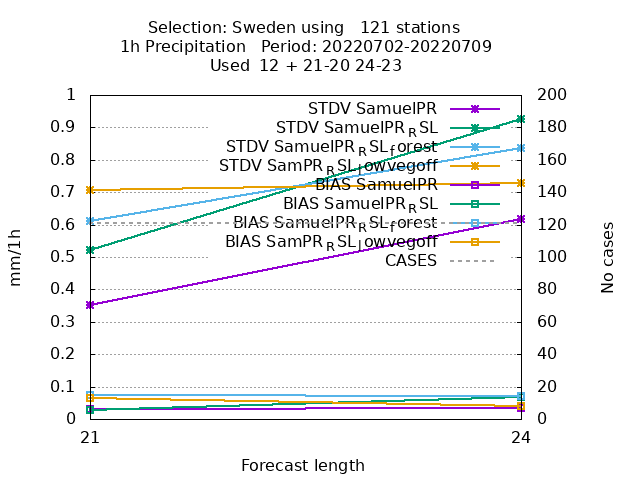 Selection: Sweden using   121 stations
1h Precipitation   Period: 20220702-20220709
Used  12 + 21-20 24-23
1
0.9
0.8
0.7
0.6
0.5
0.4
0.3
0.2
0.1
0
mm/1h
STDV SamuelPR
STDV SamuelPR_RSL
STDV SamuelPR_RSL_forest
STDV SamPR_RSL_lowvegoff
BIAS SamuelPR
BIAS SamuelPR_RSL
BIAS SamuelPR_RSL_forest
BIAS SamPR_RSL_lowvegoff
CASES
200
180
160
140
120
100
80
60
40
20
0
No cases
21
24
Forecast length